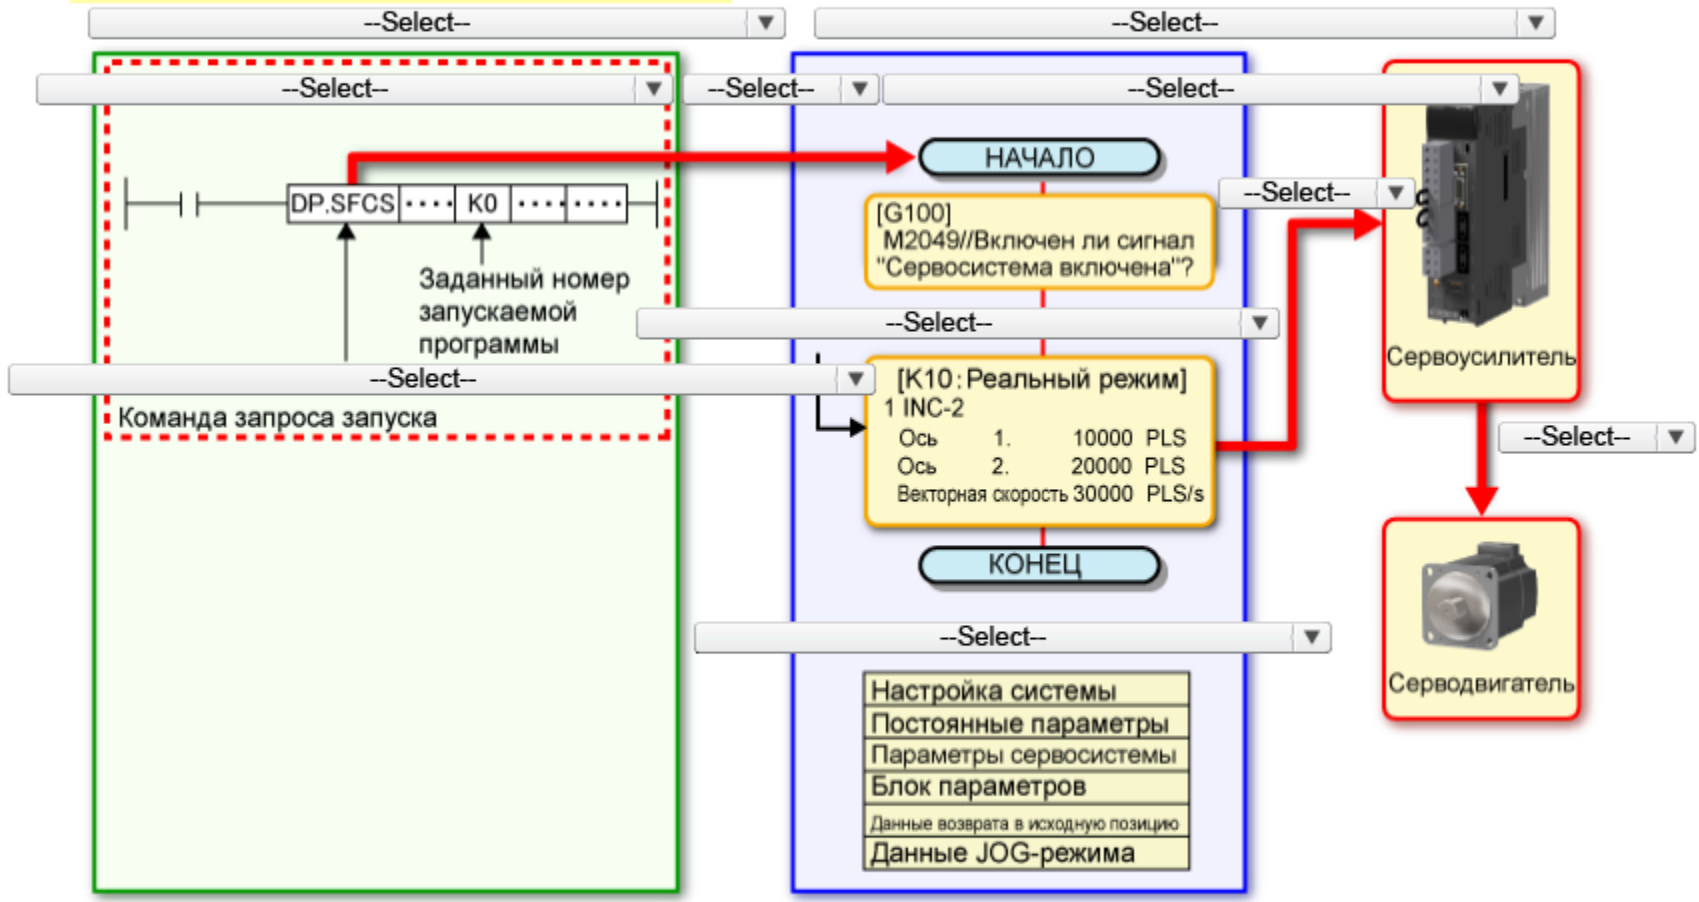 --Select--
--Select--
--Select--
--Select--
--Select--
НАЧАЛО
--Select--
DP.SFCS
K0
[G100]
M2049//Включен ли сигнал
"Сервосистема включена"?
Заданный номер
запускаемой
программы
--Select--
Сервоусилитель
--Select--
Команда запроса запуска
[K10:Реальный режим]
1 INC-2
Ось 1. 10000 PLS
Ось 2. 20000 PLS
Векторная скорость 30000 PLS/s
--Select--
КОНЕЦ
--Select--
Серводвигатель
Настройка системы
Постоянные параметры
Параметры сервосистемы
Блок параметров
Данные возврата в исходную позицию
Данные JOG-режима